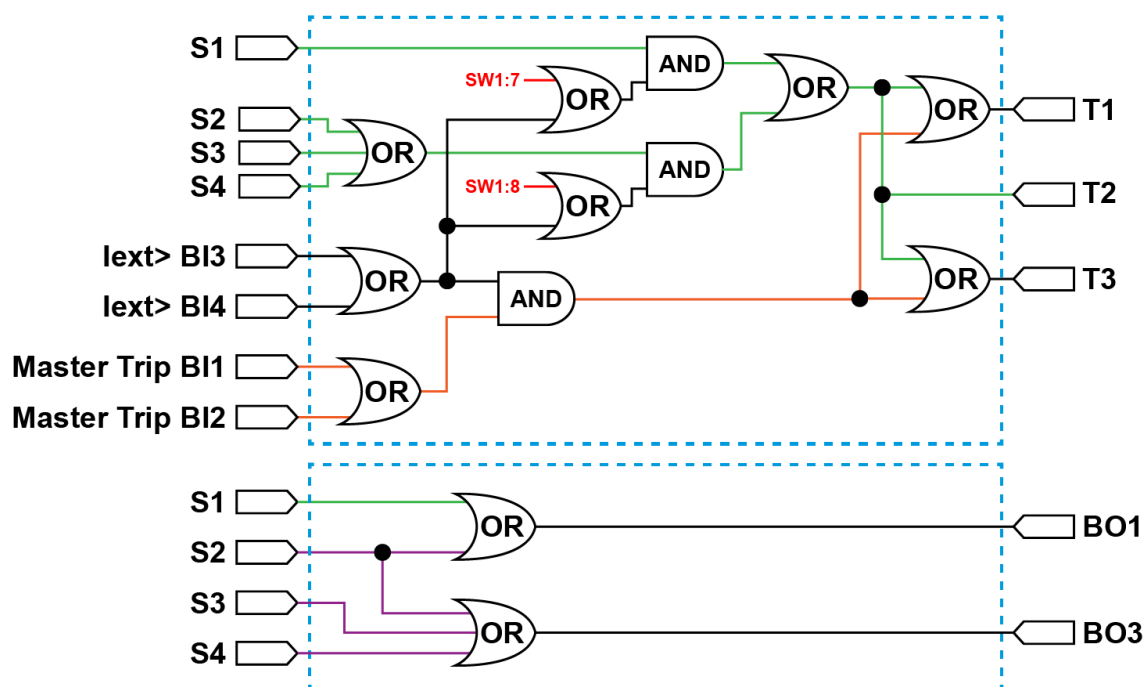 S1
AND
SW1:7
OR
OR
OR
T1
S2
S3
OR
AND
S4
SW1:8
OR
T2
Iext> BI3
OR
Iext> BI4
AND
OR
T3
Master Trip BI1
OR
Master Trip BI2
S1
OR
BO1
S2
S3
OR
BO3
S4